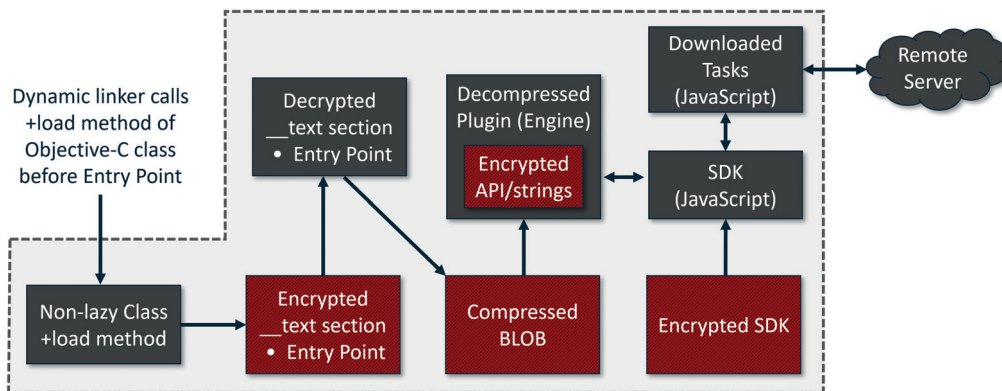 Dynamic linker calls
+load method of
Objective-C class
before Entry Point
Non-lazy Class
+load method
Decrypted
__text section
• Entry Point
Encrypted
__text section
• Entry Point
Decompressed
Plugin (Engine)
Encrypted
API/strings
Compressed
BLOB
Downloaded
Tasks
(JavaScript)
SDK
(JavaScript)
Encrypted SDK
Remote
Server